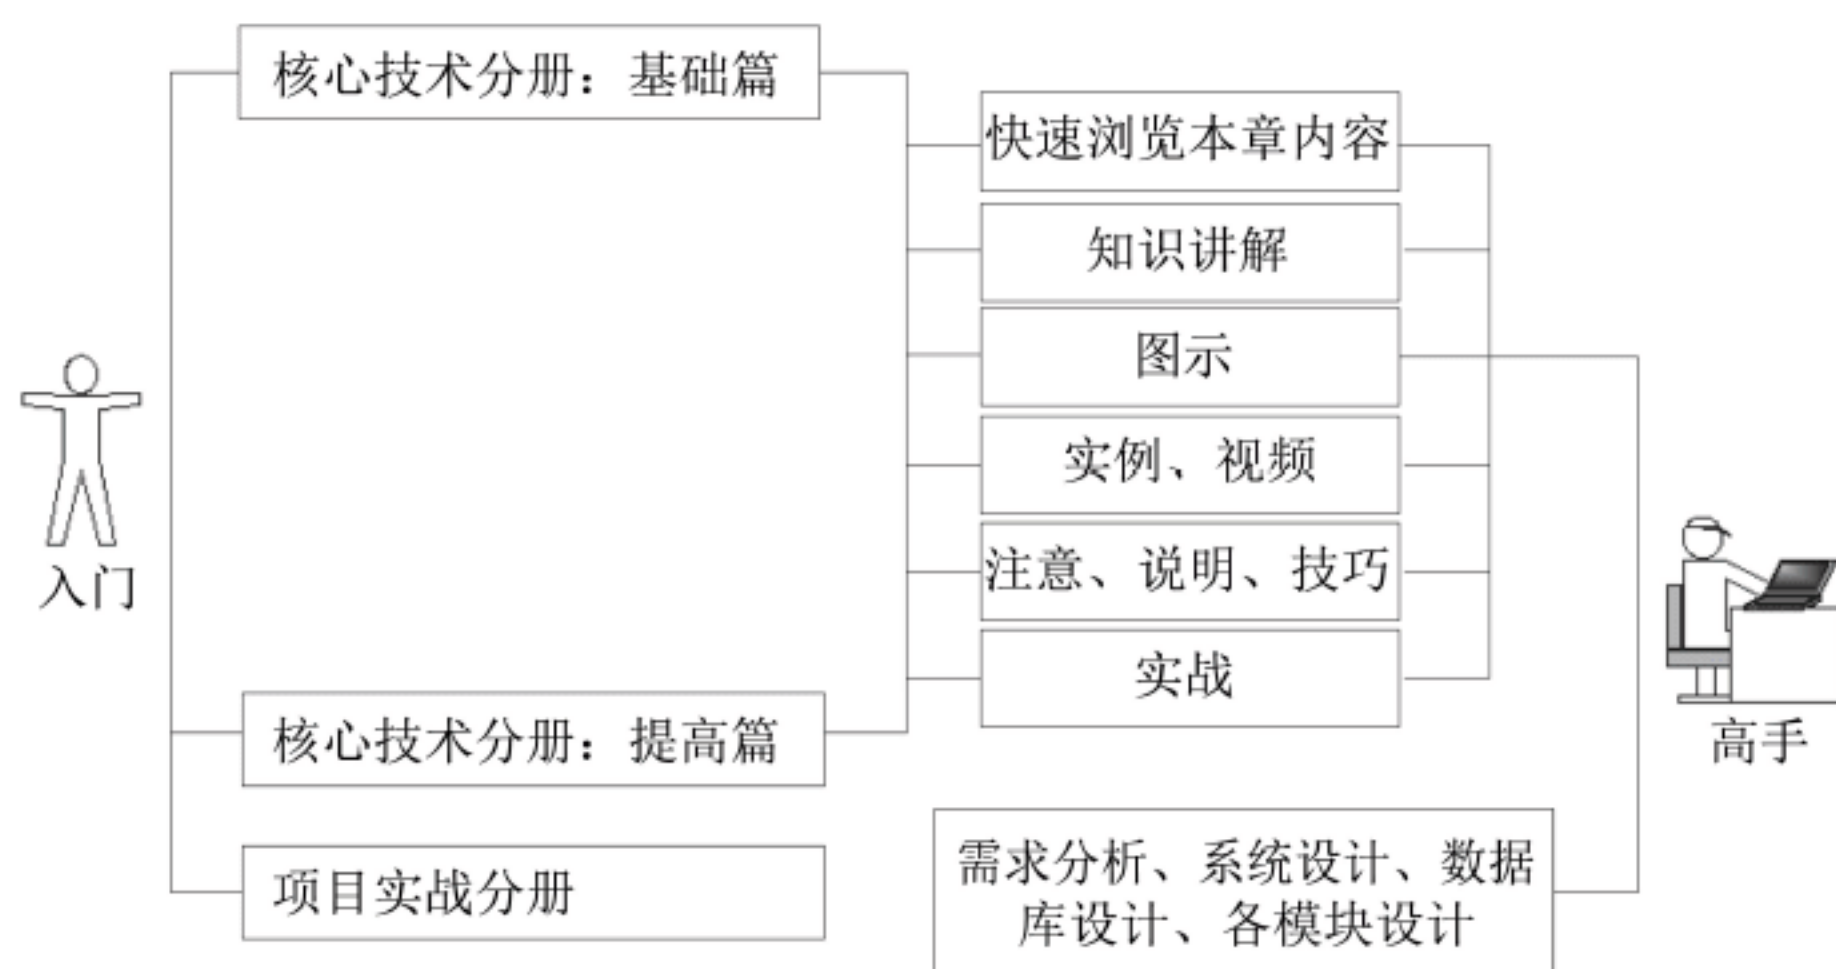 核心技术分册：基础篇
快速浏览本章内容
知识讲解
图示
实例、视频
注意、说明、技巧
实战
入门
核心技术分册：提高篇
高手
项目实战分册
需求分析、系统设计、数据
库设计、各模块设计